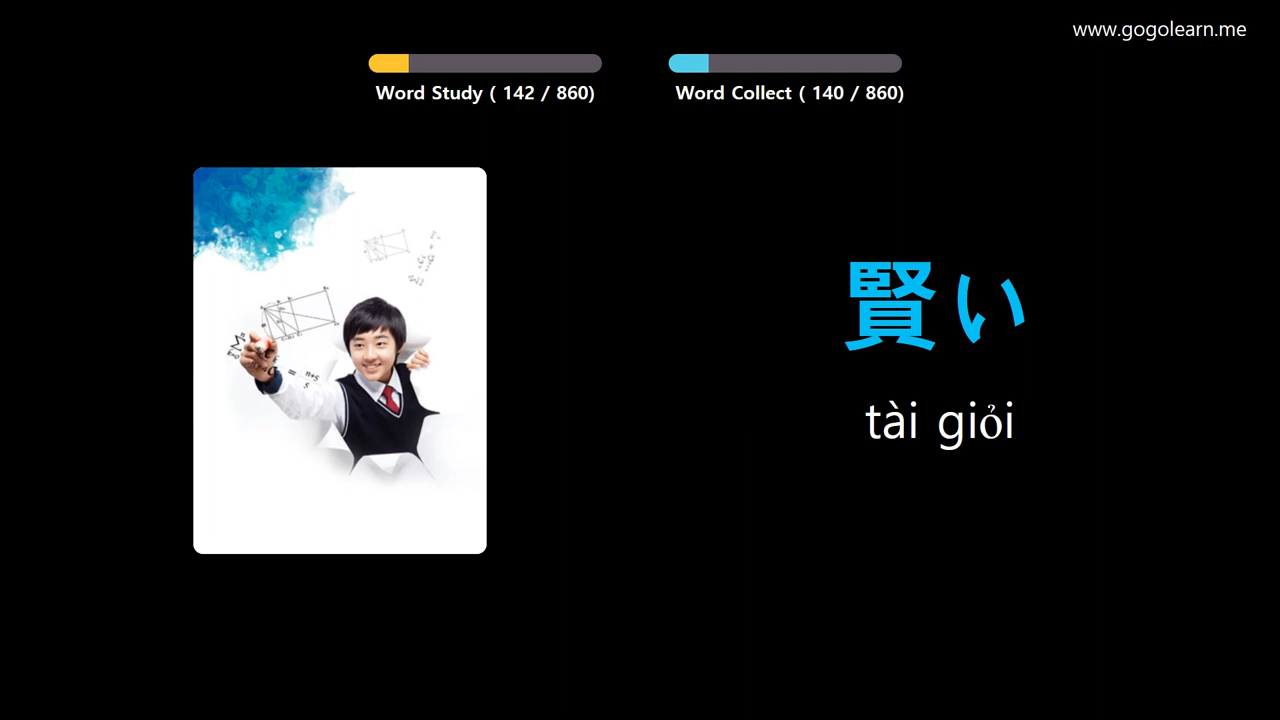 www.gogolearn.me
Word Study ( 142 / 860)
Word Collect ( 140 / 860)
賢い
tài giỏi